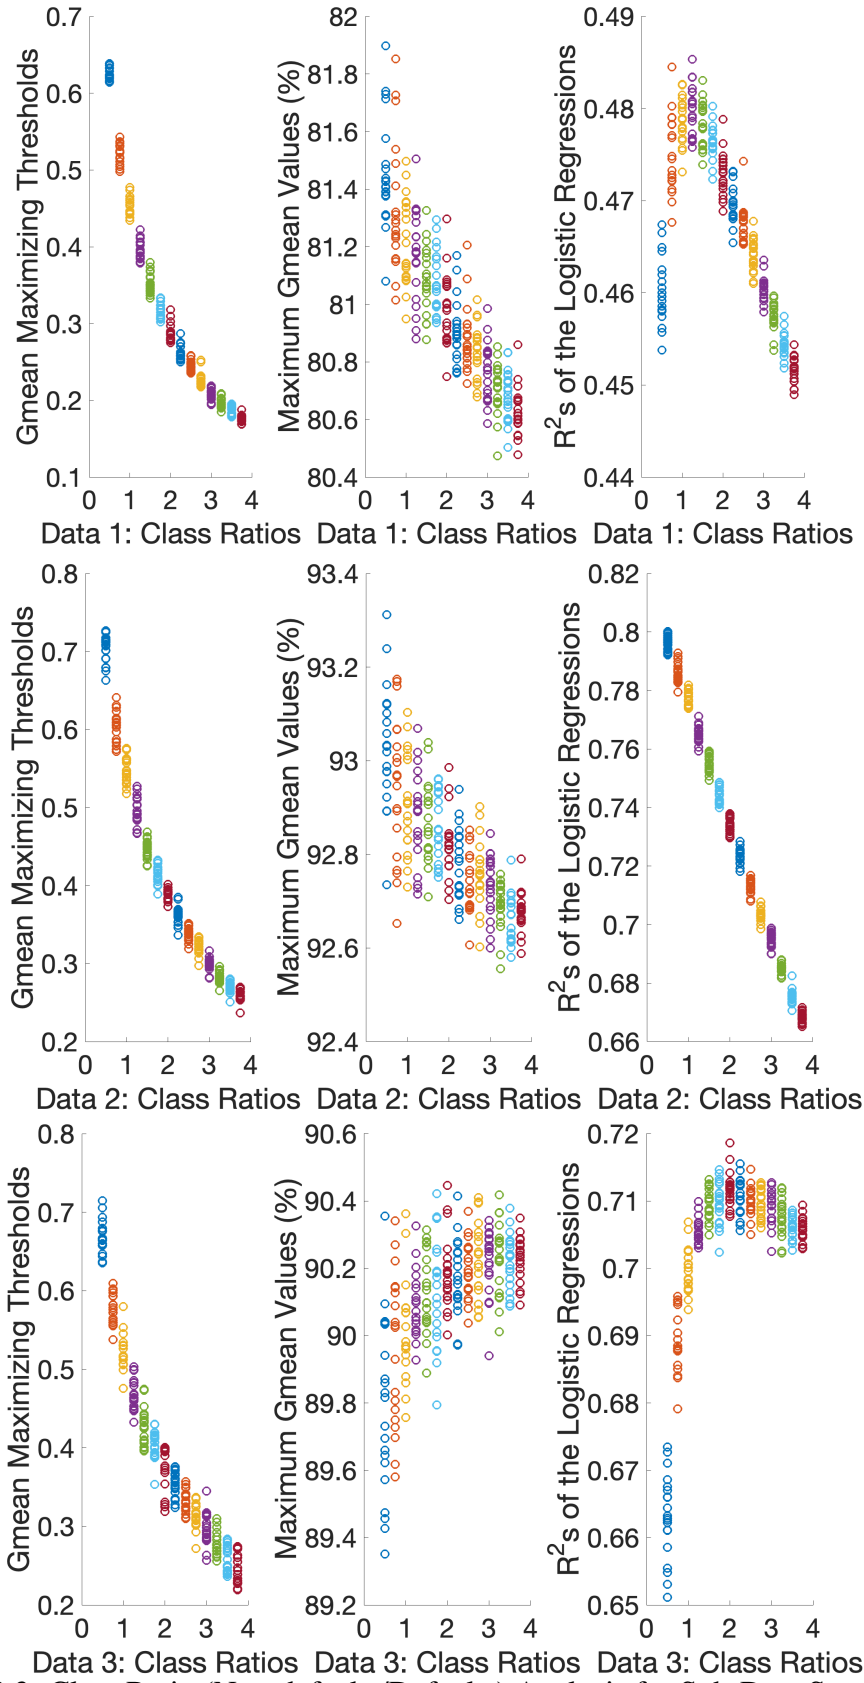 Gmean Maximizing Thresholds
0.7
0.6
0.5
0.4
0.3
0.2
0.1
0 1 2 3 4
Data 1: Class Ratios
Maximum Gmean Values (%)
82
81.8
81.6
81.4
81.2
81
80.8
80.6
80.4
0 1 2 3 4
Data 1: Class Ratios
R²s of the Logistic Regressions
0.49
0.48
0.47
0.46
0.45
0.44
0 1 2 3 4
Data 1: Class Ratios
Gmean Maximizing Thresholds
0.8
0.7
0.6
0.5
0.4
0.3
0.2
0 1 2 3 4
Data 2: Class Ratios
Maximum Gmean Values (%)
93.4
93.2
93
92.8
92.6
92.4
0 1 2 3 4
Data 2: Class Ratios
R²s of the Logistic Regressions
0.82
0.8
0.78
0.76
0.74
0.72
0.7
0.68
0.66
0 1 2 3 4
Data 2: Class Ratios
Gmean Maximizing Thresholds
0.8
0.7
0.6
0.5
0.4
0.3
0.2
0 1 2 3 4
Data 3: Class Ratios
Maximum Gmean Values (%)
90.6
90.4
90.2
90
89.8
89.6
89.4
89.2
0 1 2 3 4
Data 3: Class Ratios
R²s of the Logistic Regressions
0.72
0.71
0.7
0.69
0.68
0.67
0.66
0.65
0 1 2 3 4
Data 3: Class Ratios